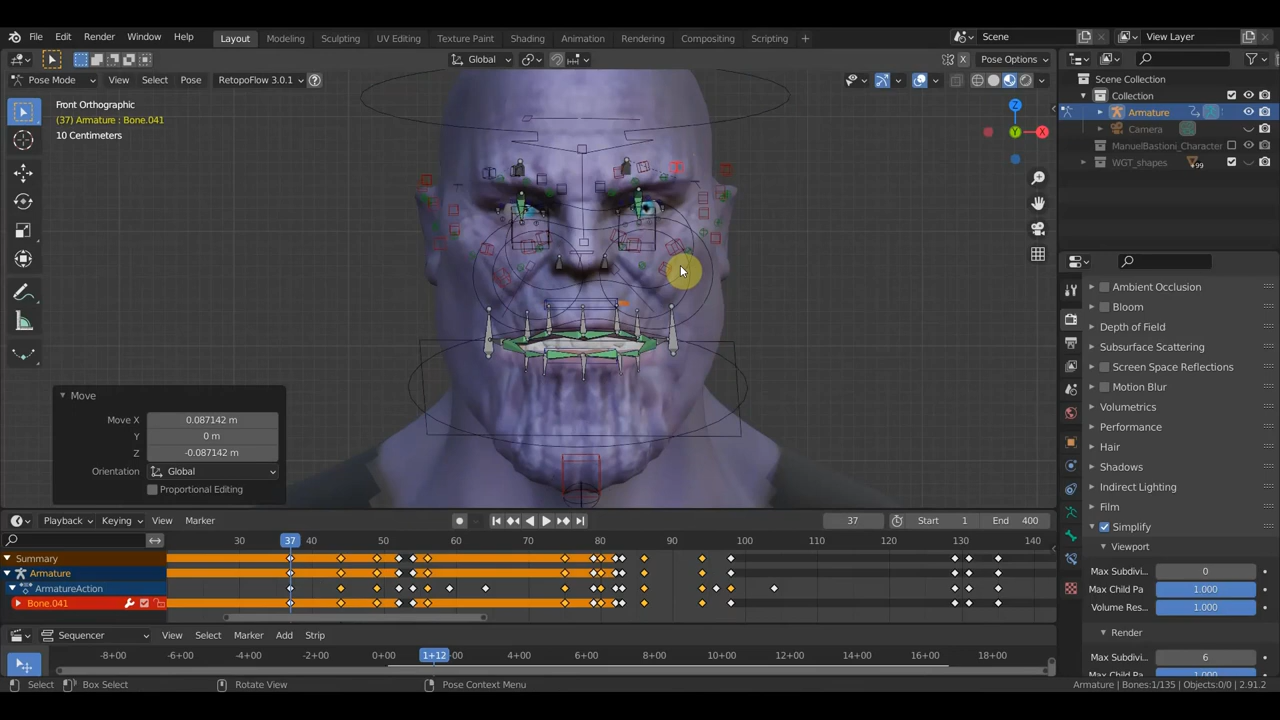 File Edit Render Window Help Layout Modeling Sculpting UV Editing Texture Paint Shading Animation Rendering Compositing Scripting + Scene View Layer
Global Pose Options
Pose Mode View Select Pose RetopoFlow 3.0.1 X
Front Orthographic
(37) Armature : Bone.041
10 Centimeters
Z
Y
X
Scene Collection
Collection
Armature
Camera
ManuelBastioni_Character
WGT_shapes 99
Ambient Occlusion
Bloom
Depth of Field
Subsurface Scattering
Screen Space Reflections
Motion Blur
Volumetrics
Performance
Hair
Shadows
Indirect Lighting
Film
Simplify
Viewport
Max Subdivi... 0
Max Child Pa 1.000
Volume Res... 1.000
Render
Max Subdivi... 6
Max Child Pa 1.000
Move
Move X 0.087142 m
Y 0 m
Z -0.087142 m
Orientation Global
Proportional Editing
Playback Keying View Marker 37 Start 1 End 400
30 37 40 50 60 70 80 90 100 110 120 130 140
Summary
Armature
ArmatureAction
Bone.041
Sequencer View Select Marker Add Strip
-8+00 -6+00 -4+00 -2+00 0+00 1+12 4+00 6+00 8+00 10+00 12+00 14+00 16+00 18+00
Select Box Select Rotate View Pose Context Menu Armature | Bones:1/135 | Objects:0/0 | 2.91.2